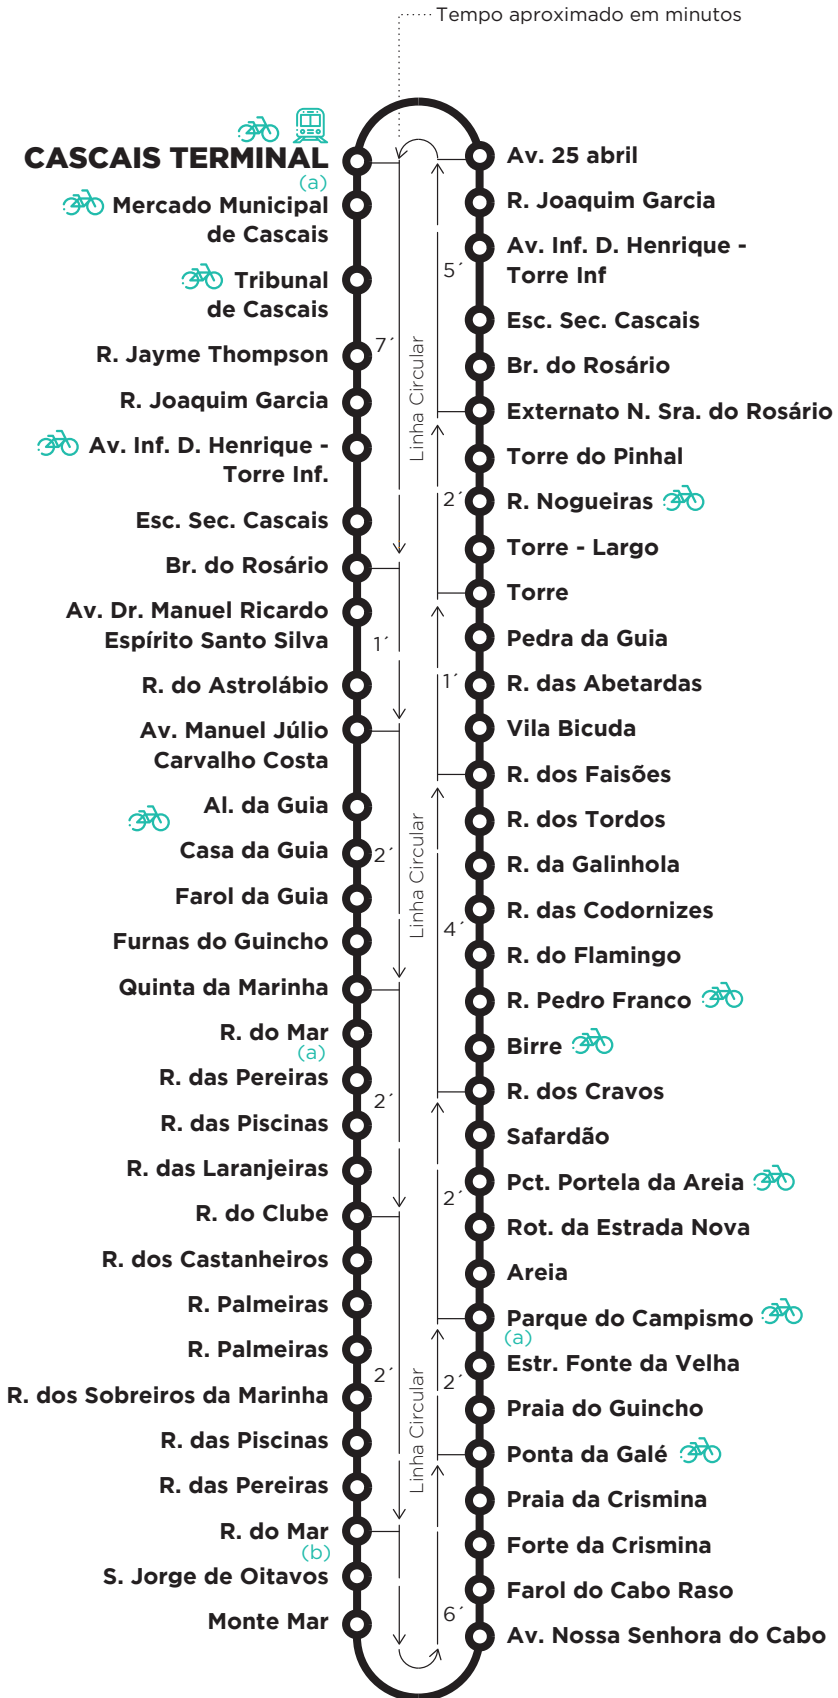 Tempo aproximado em minutos
CASCAIS TERMINAL
(a)
Mercado Municipal
de Cascais
Tribunal
de Cascais
R. Jayme Thompson
R. Joaquim Garcia
Av. Inf. D. Henrique -
Torre Inf.
Esc. Sec. Cascais
Br. do Rosário
Av. Dr. Manuel Ricardo
Espírito Santo Silva
R. do Astrolábio
Av. Manuel Júlio
Carvalho Costa
Al. da Guia
Casa da Guia
Farol da Guia
Furnas do Guincho
Quinta da Marinha
R. do Mar
(a)
R. das Pereiras
R. das Piscinas
R. das Laranjeiras
R. do Clube
R. dos Castanheiros
R. Palmeiras
R. Palmeiras
R. dos Sobreiros da Marinha
R. das Piscinas
R. das Pereiras
R. do Mar
(b)
S. Jorge de Oitavos
Monte Mar
7´
1´
2´
2´
2´
Linha Circular
Linha Circular
Linha Circular
5´
2´
1´
4´
2´
2´
6´
Av. 25 abril
R. Joaquim Garcia
Av. Inf. D. Henrique -
Torre Inf
Esc. Sec. Cascais
Br. do Rosário
Externato N. Sra. do Rosário
Torre do Pinhal
R. Nogueiras
Torre - Largo
Torre
Pedra da Guia
R. das Abetardas
Vila Bicuda
R. dos Faisões
R. dos Tordos
R. da Galinhola
R. das Codornizes
R. do Flamingo
R. Pedro Franco
Birre
R. dos Cravos
Safardão
Pct. Portela da Areia
Rot. da Estrada Nova
Areia
Parque do Campismo
(a)
Estr. Fonte da Velha
Praia do Guincho
Ponta da Galé
Praia da Crismina
Forte da Crismina
Farol do Cabo Raso
Av. Nossa Senhora do Cabo